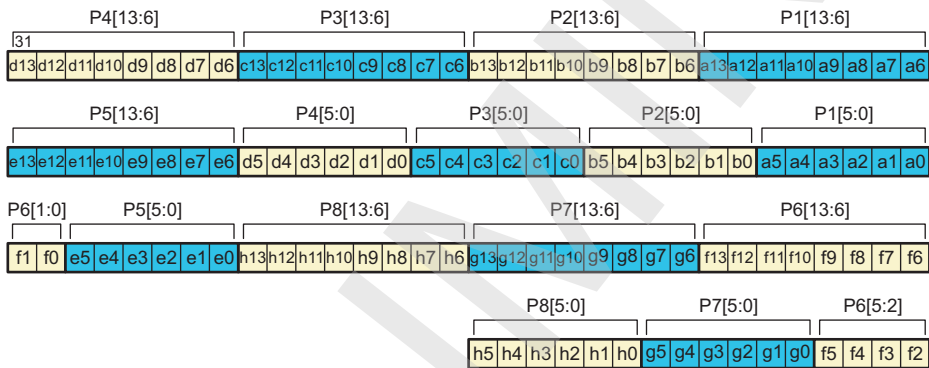 P4[13:6] P3[13:6] P2[13:6] P1[13:6]
31
d13 d12 d11 d10 d9 d8 d7 d6 c13 c12 c11 c10 c9 c8 c7 c6 b13 b12 b11 b10 b9 b8 b7 b6 a13 a12 a11 a10 a9 a8 a7 a6
P5[13:6] P4[5:0] P3[5:0] P2[5:0] P1[5:0]
e13 e12 e11 e10 e9 e8 e7 e6 d5 d4 d3 d2 d1 d0 c5 c4 c3 c2 c1 c0 b5 b4 b3 b2 b1 b0 a5 a4 a3 a2 a1 a0
P6[1:0] P5[5:0] P8[13:6] P7[13:6] P6[13:6]
f1 f0 e5 e4 e3 e2 e1 e0 h13 h12 h11 h10 h9 h8 h7 h6 g13 g12 g11 g10 g9 g8 g7 g6 f13 f12 f11 f10 f9 f8 f7 f6
P8[5:0] P7[5:0] P6[5:2]
h5 h4 h3 h2 h1 h0 g5 g4 g3 g2 g1 g0 f5 f4 f3 f2